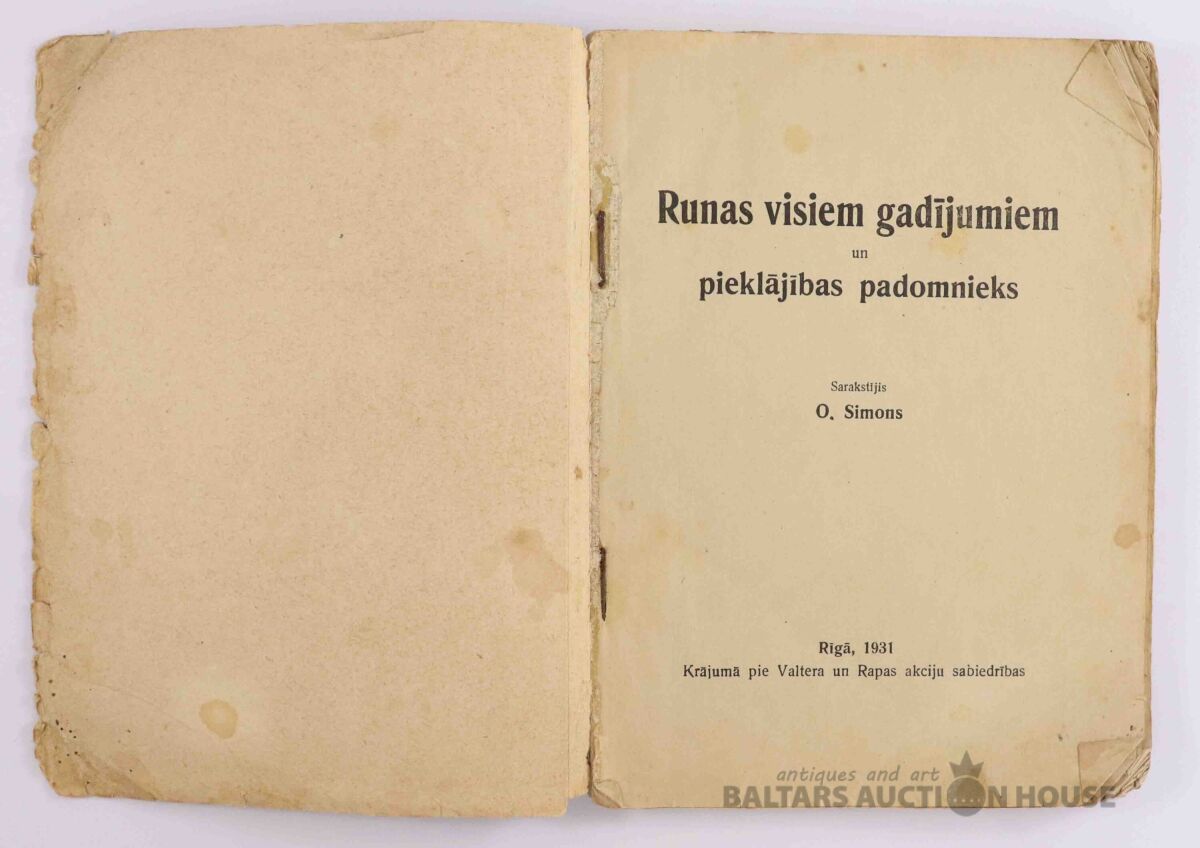 Runas visiem gadījumiem
un
pieklājības padomnieks
Sarakstījis
O. Simons
Rīgā, 1931
Krājumā pie Valtera un Rapas akciju sabiedrības
antiques and art
BALTARS AUCTION HOUSE